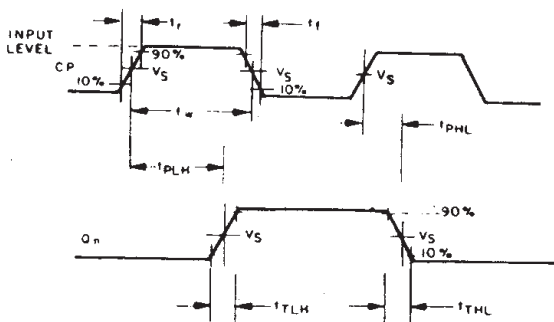 tr
tf
INPUT
LEVEL
90%
CP
VS
VS
VS
10%
10%
tw
tPHL
tPLH
90%
Qn
VS
VS
10%
tTLH
tTHL